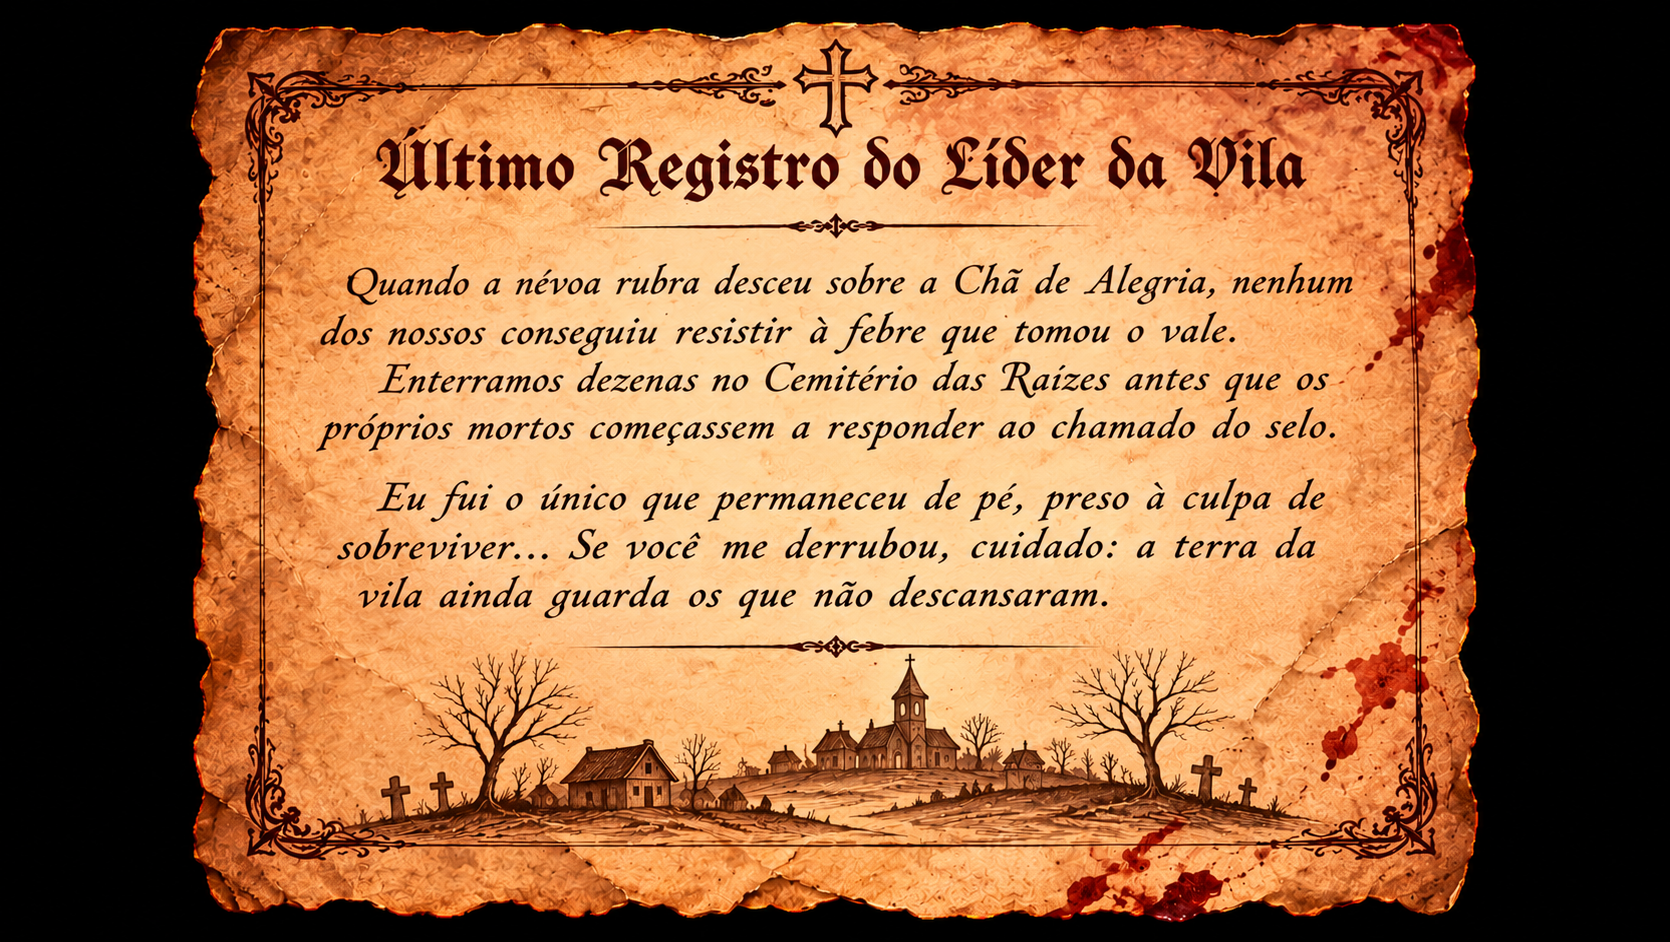 Último Registro do Líder da Vila
Quando a névoa rubra desceu sobre a Chã de Alegria, nenhum
dos nossos conseguiu resistir à febre que tomou o vale.
Enterramos dezenas no Cemitério das Raízes antes que os
próprios mortos começassem a responder ao chamado do selo.
Eu fui o único que permaneceu de pé, preso à culpa de
sobreviver... Se você me derrubou, cuidado: a terra da
vila ainda guarda os que não descansaram.